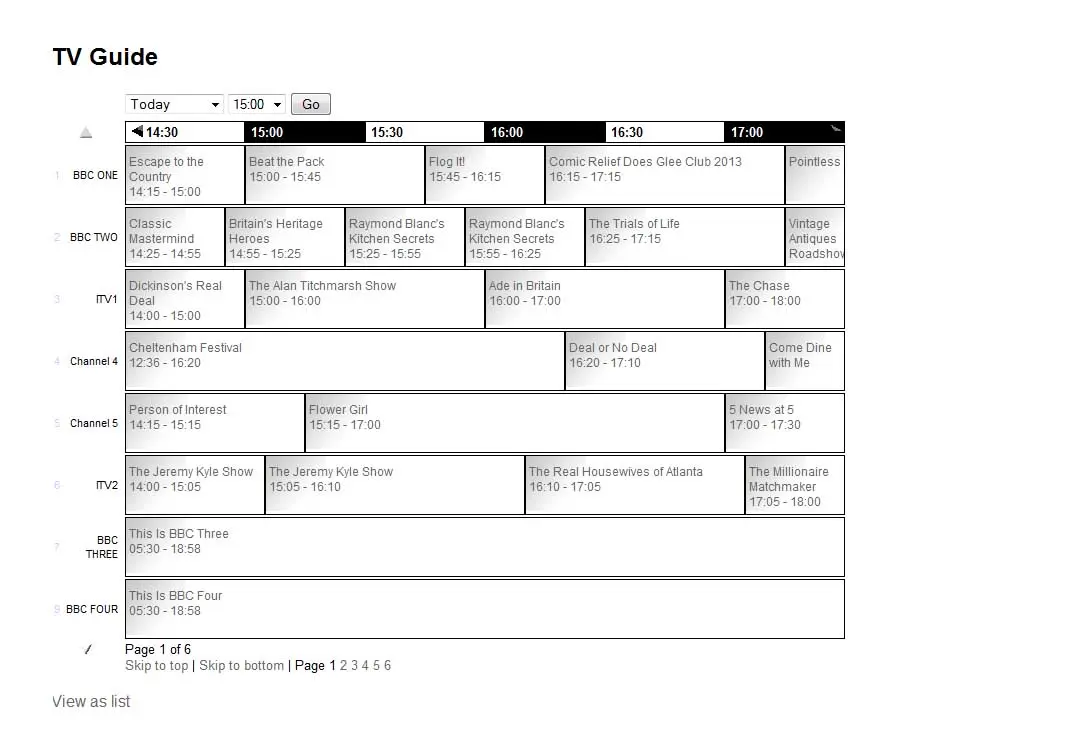 TV Guide
Today 15:00 Go
14:30 15:00 15:30 16:00 16:30 17:00
1 BBC ONE
Escape to the
Country
14:15 - 15:00
Beat the Pack
15:00 - 15:45
Flog It!
15:45 - 16:15
Comic Relief Does Glee Club 2013
16:15 - 17:15
Pointless
2 BBC TWO
Classic
Mastermind
14:25 - 14:55
Britain's Heritage
Heroes
14:55 - 15:25
Raymond Blanc's
Kitchen Secrets
15:25 - 15:55
Raymond Blanc's
Kitchen Secrets
15:55 - 16:25
The Trials of Life
16:25 - 17:15
Vintage
Antiques
Roadshow
3 ITV1
Dickinson's Real
Deal
14:00 - 15:00
The Alan Titchmarsh Show
15:00 - 16:00
Ade in Britain
16:00 - 17:00
The Chase
17:00 - 18:00
4 Channel 4
Cheltenham Festival
12:36 - 16:20
Deal or No Deal
16:20 - 17:10
Come Dine
with Me
5 Channel 5
Person of Interest
14:15 - 15:15
Flower Girl
15:15 - 17:00
5 News at 5
17:00 - 17:30
6 ITV2
The Jeremy Kyle Show
14:00 - 15:05
The Jeremy Kyle Show
15:05 - 16:10
The Real Housewives of Atlanta
16:10 - 17:05
The Millionaire
Matchmaker
17:05 - 18:00
7 BBC
THREE
This Is BBC Three
05:30 - 18:58
9 BBC FOUR
This Is BBC Four
05:30 - 18:58
Page 1 of 6
Skip to top | Skip to bottom | Page 1 2 3 4 5 6
View as list